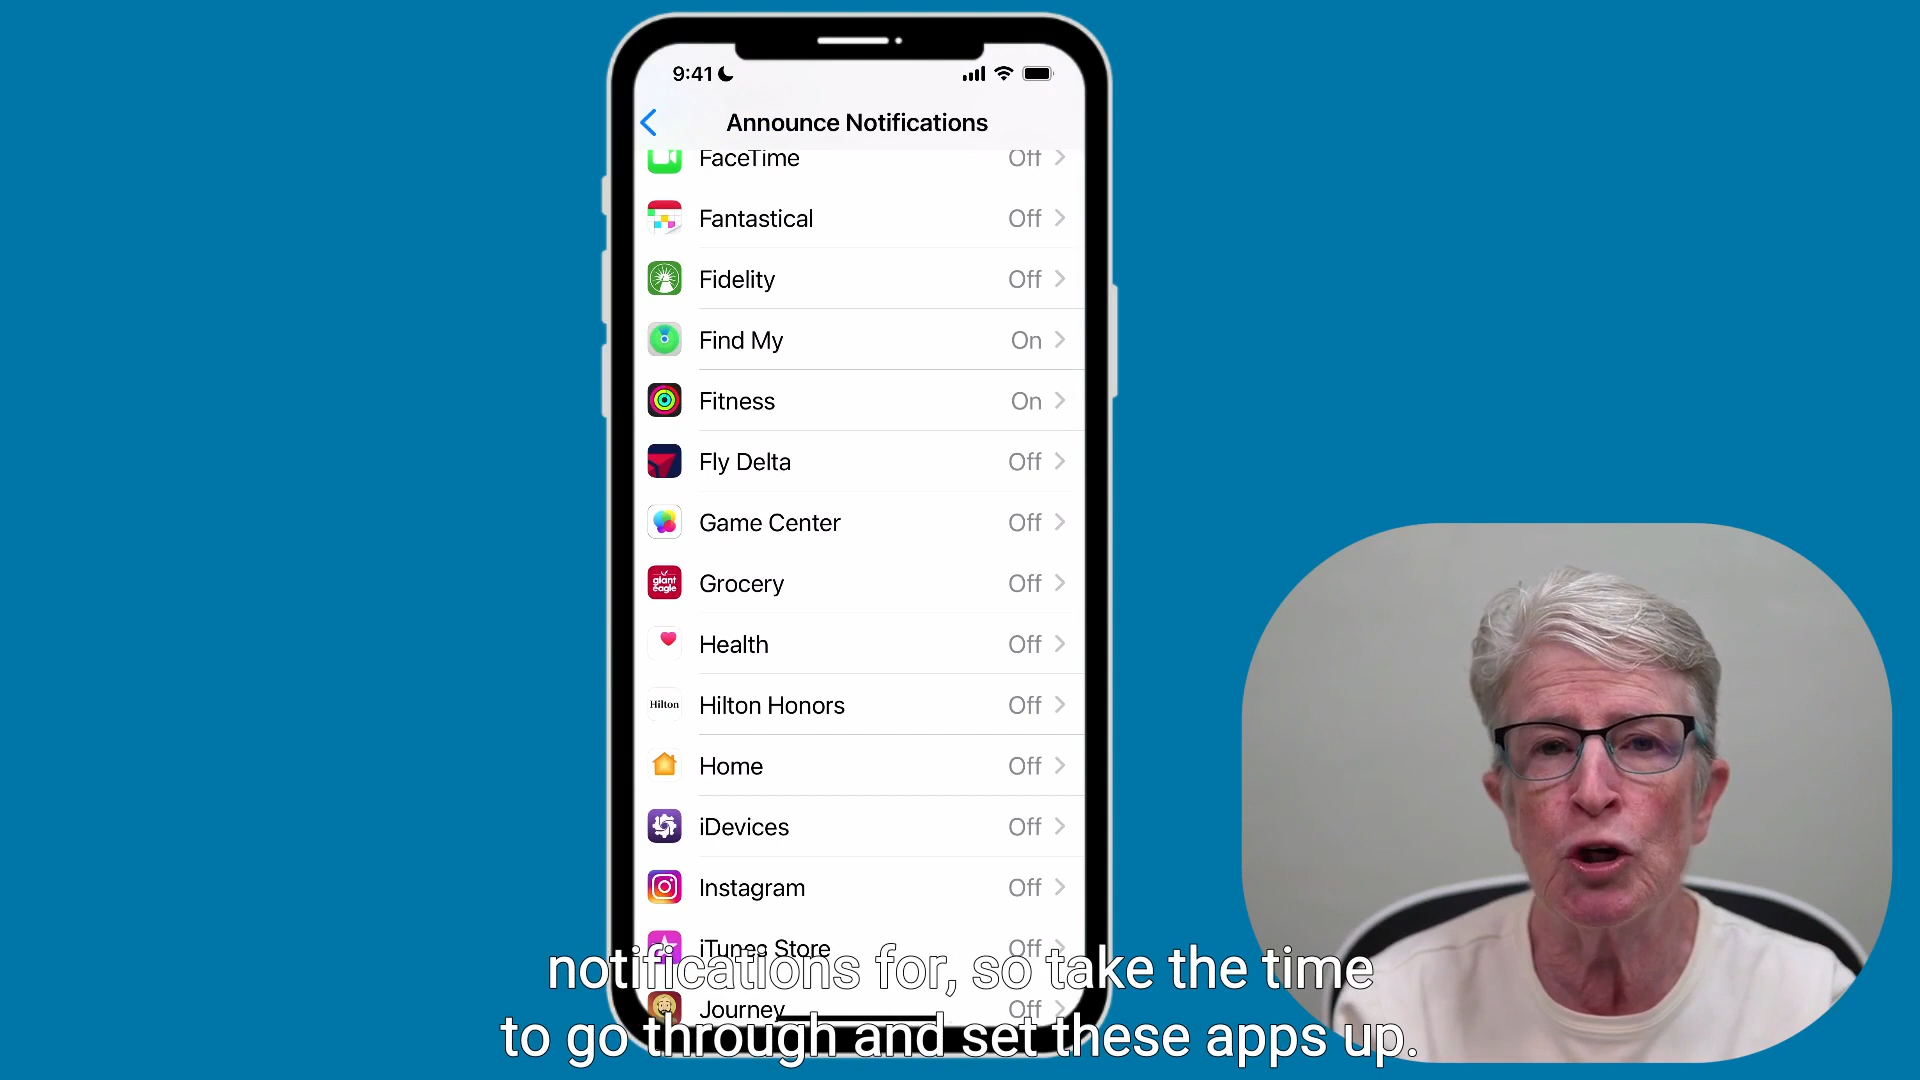 9:41
Announce Notifications
FaceTime Off
Fantastical Off
Fidelity Off
Find My On
Fitness On
Fly Delta Off
Game Center Off
giant eagle Grocery Off
Health Off
Hilton Hilton Honors Off
Home Off
iDevices Off
Instagram Off
iTunes Store Off
notifications for, so take the time
Journey Off
to go through and set these apps up.